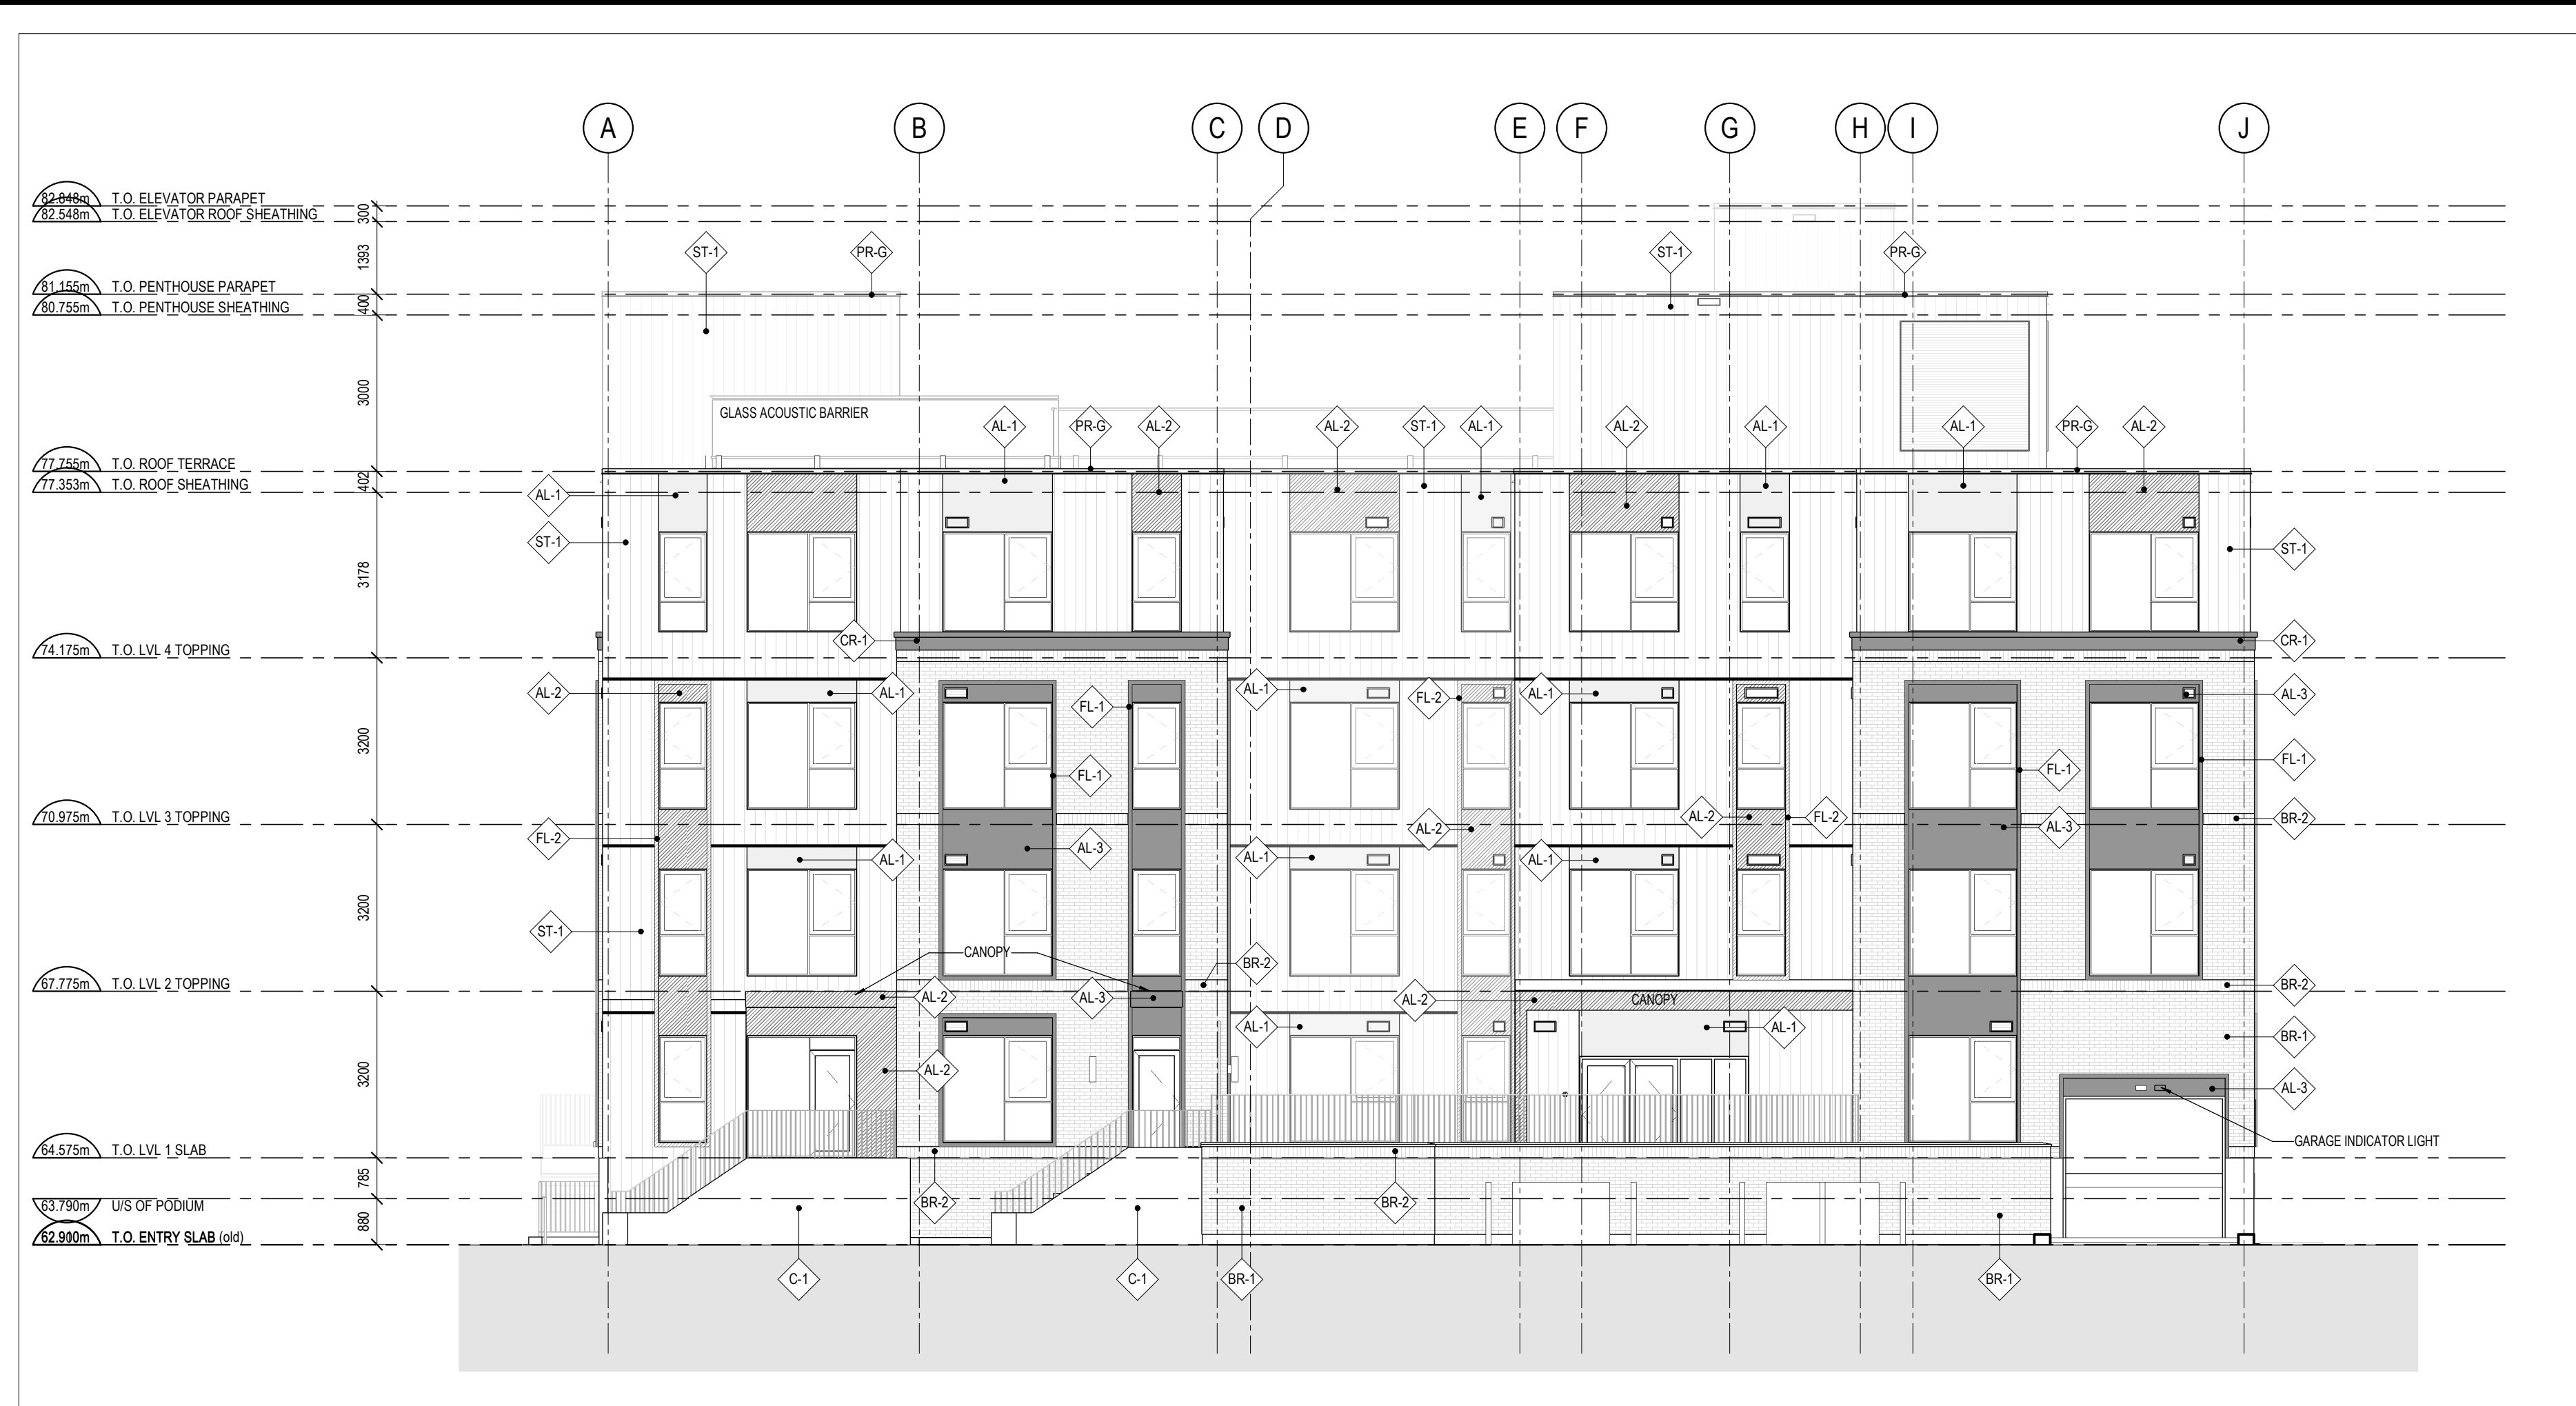 A B C D E F G H I J
82.848m T.O. ELEVATOR PARAPET
82.548m T.O. ELEVATOR ROOF SHEATHING
300
ST-1 PR-G ST-1 PR-G
1393
81.155m T.O. PENTHOUSE PARAPET
400
80.755m T.O. PENTHOUSE SHEATHING
3000
GLASS ACOUSTIC BARRIER
AL-1 PR-G AL-2 AL-2 ST-1 AL-1 AL-2 AL-1 AL-1 PR-G AL-2
77.755m T.O. ROOF TERRACE
402
77.353m T.O. ROOF SHEATHING
AL-1
ST-1 ST-1
3178
CR-1 CR-1
74.175m T.O. LVL 4 TOPPING
AL-2 AL-1 AL-1 FL-2 AL-1 AL-3
FL-1
3200
FL-1 FL-1 FL-1
70.975m T.O. LVL 3 TOPPING
AL-2 FL-2 BR-2
FL-2 AL-2 AL-3
AL-3
AL-1 AL-1 AL-1
3200
ST-1
CANOPY
BR-2
67.775m T.O. LVL 2 TOPPING
BR-2
AL-2 AL-3 AL-2 CANOPY
AL-1 AL-1 BR-1
3200
AL-2 AL-3
GARAGE INDICATOR LIGHT
64.575m T.O. LVL 1 SLAB
785
BR-2 BR-2
63.790m U/S OF PODIUM
880
62.900m T.O. ENTRY SLAB (old)
C-1 C-1 BR-1 BR-1